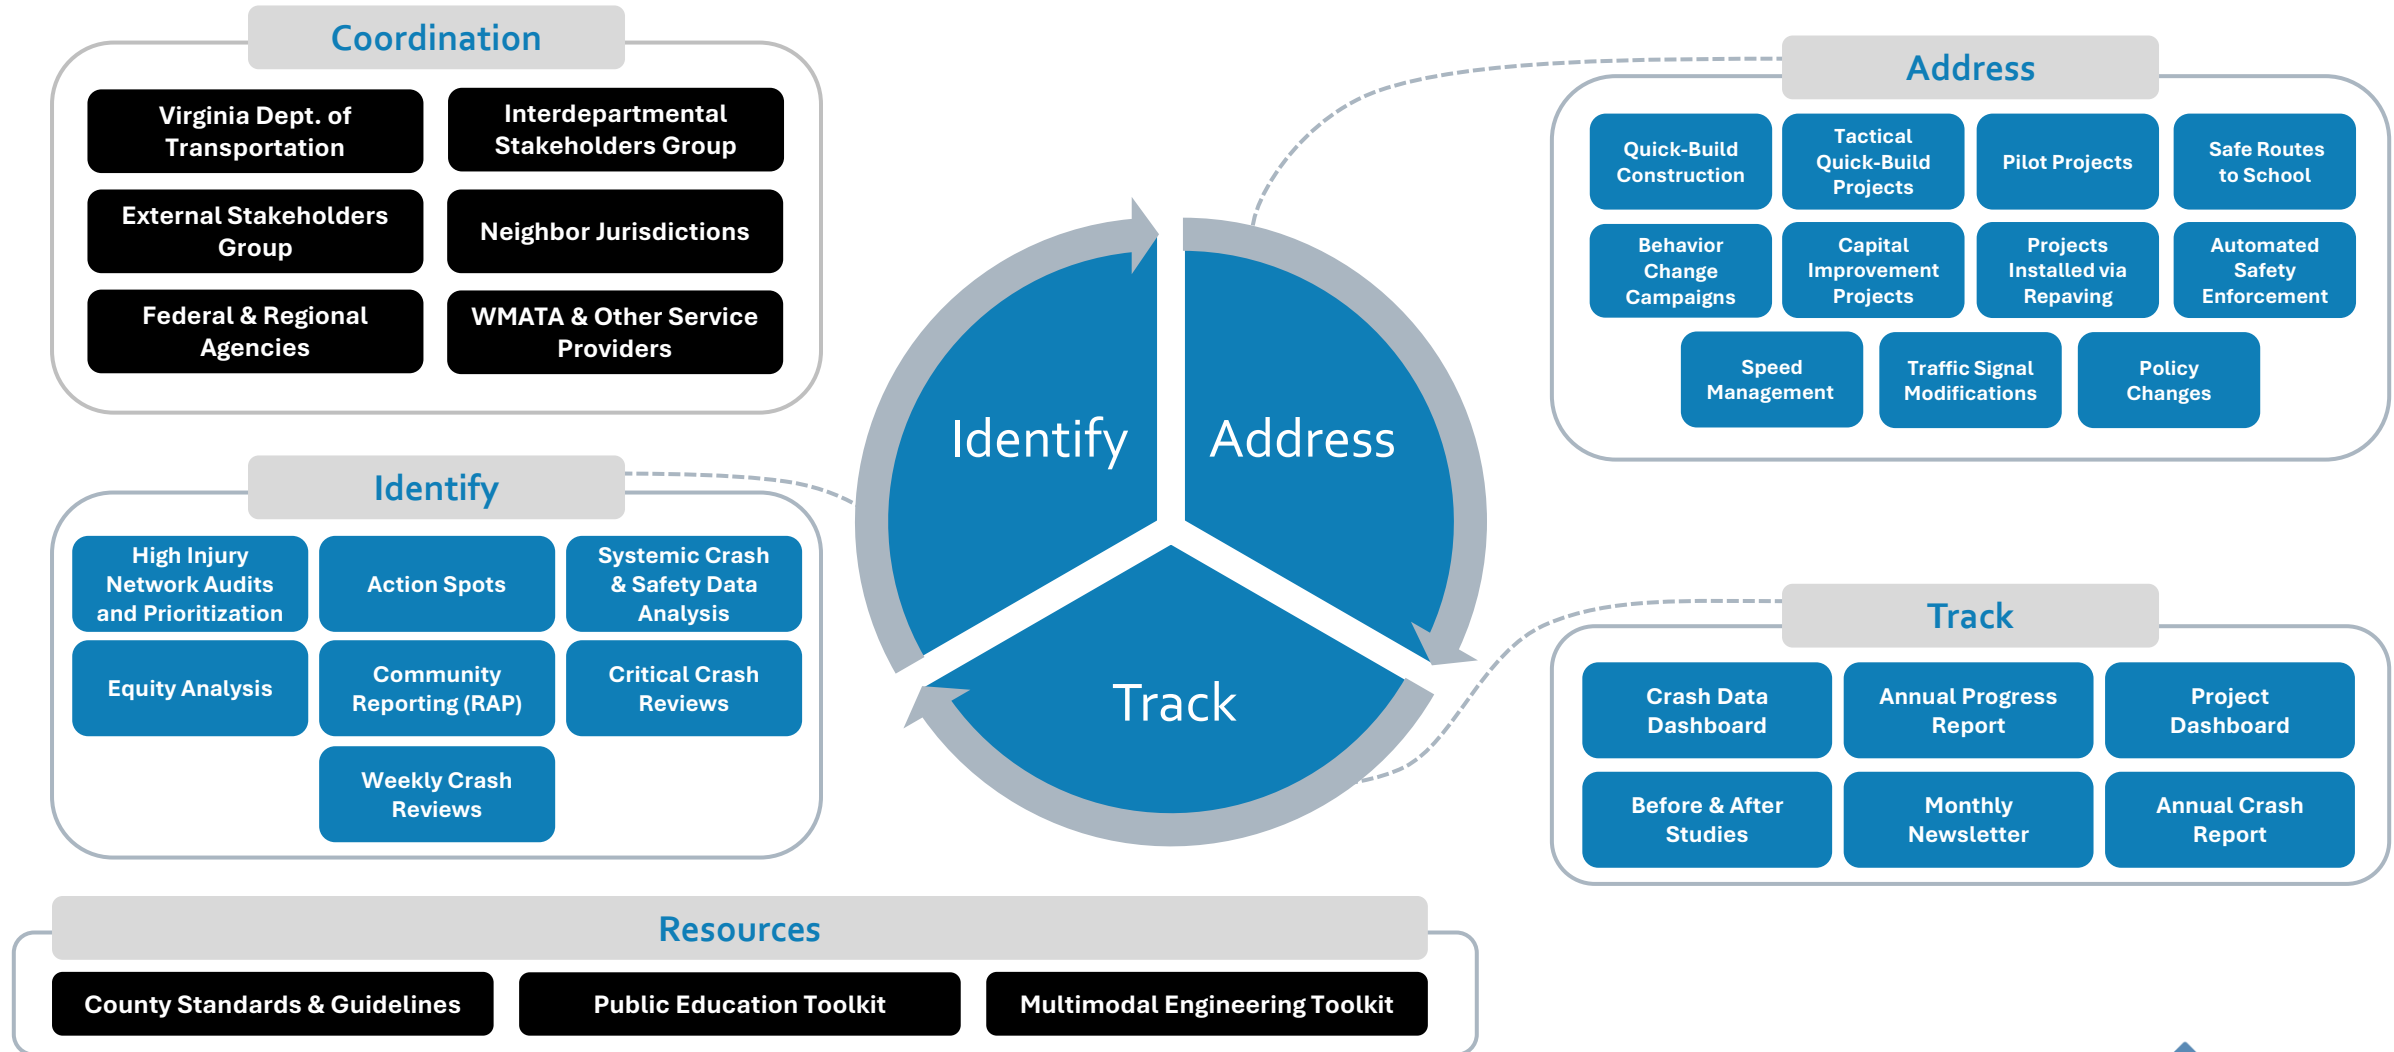 Coordination
Virginia Dept. of
Transportation
Interdepartmental
Stakeholders Group
External Stakeholders
Group
Neighbor Jurisdictions
Federal & Regional
Agencies
WMATA & Other Service
Providers
Identify
High Injury
Network Audits
and Prioritization
Action Spots
Systemic Crash
& Safety Data
Analysis
Equity Analysis
Community
Reporting (RAP)
Critical Crash
Reviews
Weekly Crash
Reviews
Identify
Address
Track
Address
Quick-Build
Construction
Tactical
Quick-Build
Projects
Pilot Projects
Safe Routes
to School
Behavior
Change
Campaigns
Capital
Improvement
Projects
Projects
Installed via
Repaving
Automated
Safety
Enforcement
Speed
Management
Traffic Signal
Modifications
Policy
Changes
Track
Crash Data
Dashboard
Annual Progress
Report
Project
Dashboard
Before & After
Studies
Monthly
Newsletter
Annual Crash
Report
Resources
County Standards & Guidelines
Public Education Toolkit
Multimodal Engineering Toolkit